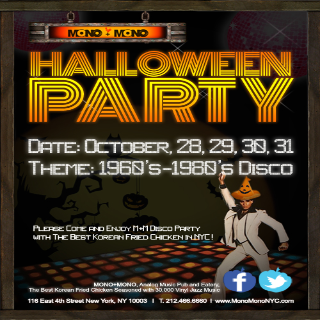 MONO MONO
HALLOWEEN
PARTY
DATE: OCTOBER, 28, 29, 30, 31
THEME: 1960'S-1980'S DISCO
PLEASE COME AND ENJOY M+M DISCO PARTY
WITH THE BEST KOREAN FRIED CHICKEN IN NYC!
MONO+MONO, Analog Music Pub and Eatery,
The Best Korean Fried Chicken Seasoned with 30,000 Vinyl Jazz Music
116 East 4th Street New York, NY 10003 I T. 212.466.6660 I www.MonoMonoNYC.com